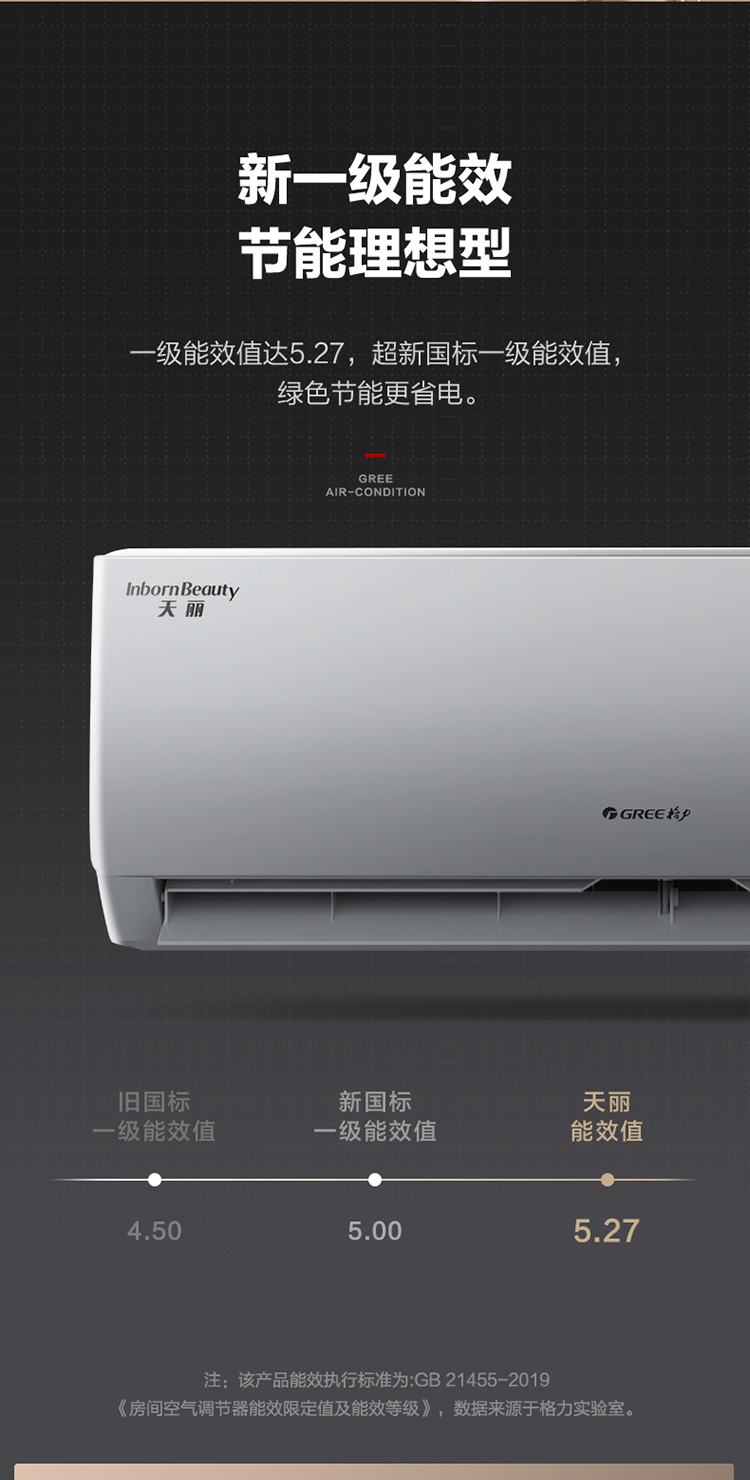 新一级能效
节能理想型
一级能效值达5.27，超新国标一级能效值，
绿色节能更省电。
GREE
AIR-CONDITION
InbornBeauty
天丽
GREE格力
旧国标
一级能效值
新国标
一级能效值
天丽
能效值
4.50
5.00
5.27
注：该产品能效执行标准为:GB 21455-2019
《房间空气调节器能效限定值及能效等级》，数据来源于格力实验室。